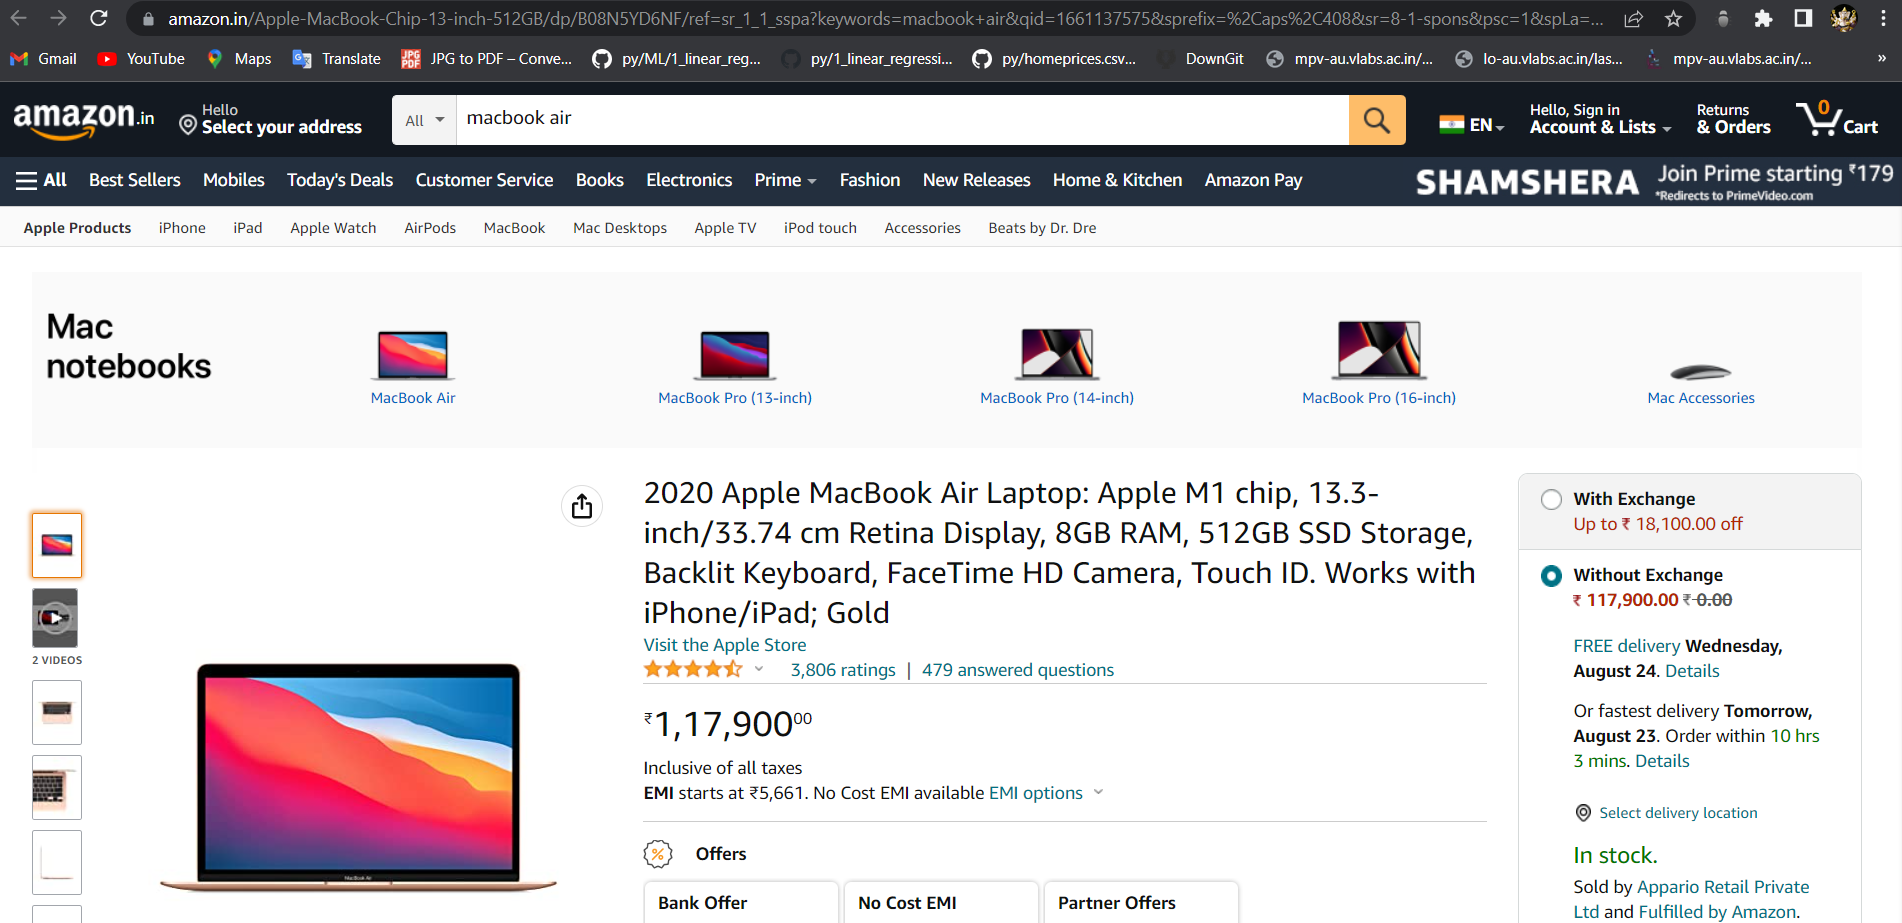 amazon.in/Apple-MacBook-Chip-13-inch-512GB/dp/B08N5YD6NF/ref=sr_1_1_sspa?keywords=macbook+air&qid=1661137575&sprefix=%2Caps%2C408&sr=8-1-spons&psc=1&spLa=...
Gmail YouTube Maps Translate JPG to PDF – Conve... py/ML/1_linear_reg... py/1_linear_regressi... py/homeprices.csv... DownGit mpv-au.vlabs.ac.in/... lo-au.vlabs.ac.in/las... mpv-au.vlabs.ac.in/... »
amazon.in
Hello
Select your address
All
macbook air
EN
Hello, Sign in
Account & Lists
Returns
& Orders
0
Cart
All Best Sellers Mobiles Today's Deals Customer Service Books Electronics Prime Fashion New Releases Home & Kitchen Amazon Pay
SHAMSHERA
Join Prime starting ₹179
*Redirects to PrimeVideo.com
Apple Products iPhone iPad Apple Watch AirPods MacBook Mac Desktops Apple TV iPod touch Accessories Beats by Dr. Dre
Mac
notebooks
MacBook Air MacBook Pro (13-inch) MacBook Pro (14-inch) MacBook Pro (16-inch) Mac Accessories
2 VIDEOS
MacBook Air
2020 Apple MacBook Air Laptop: Apple M1 chip, 13.3-
inch/33.74 cm Retina Display, 8GB RAM, 512GB SSD Storage,
Backlit Keyboard, FaceTime HD Camera, Touch ID. Works with
iPhone/iPad; Gold
Visit the Apple Store
3,806 ratings | 479 answered questions
₹1,17,90000
Inclusive of all taxes
EMI starts at ₹5,661. No Cost EMI available EMI options
% Offers
Bank Offer No Cost EMI Partner Offers
With Exchange
Up to ₹ 18,100.00 off
Without Exchange
₹ 117,900.00 ₹ 0.00
FREE delivery Wednesday,
August 24. Details
Or fastest delivery Tomorrow,
August 23. Order within 10 hrs
3 mins. Details
Select delivery location
In stock.
Sold by Appario Retail Private
Ltd and Fulfilled by Amazon.